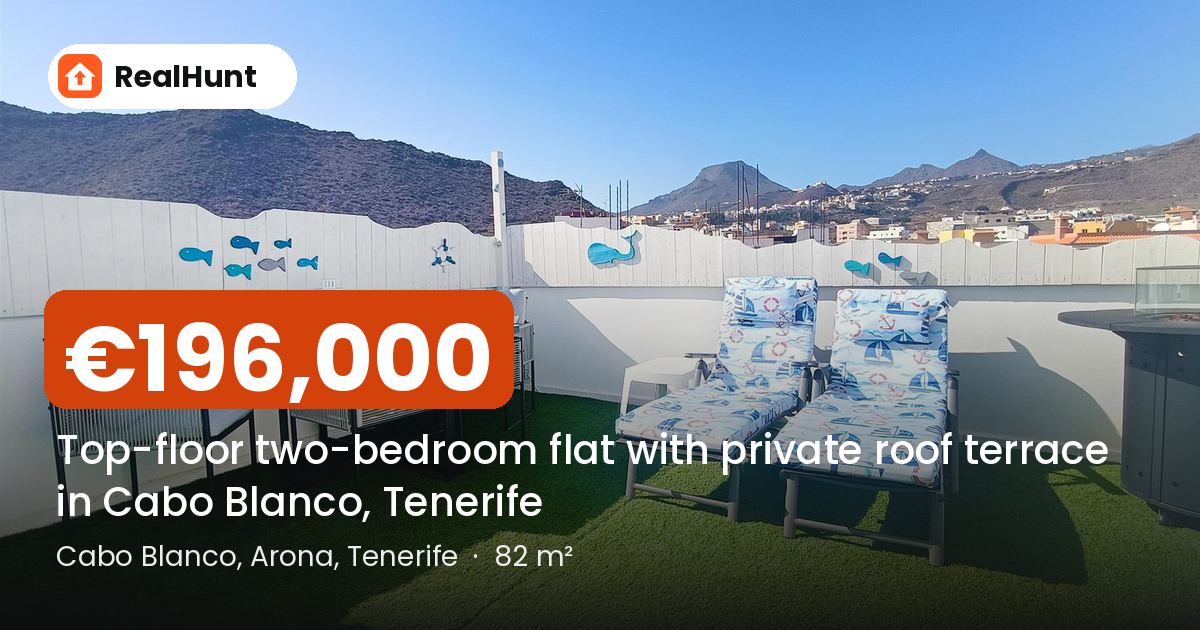 RealHunt
€196,000
Top-floor two-bedroom flat with private roof terrace
in Cabo Blanco, Tenerife
Cabo Blanco, Arona, Tenerife · 82 m²